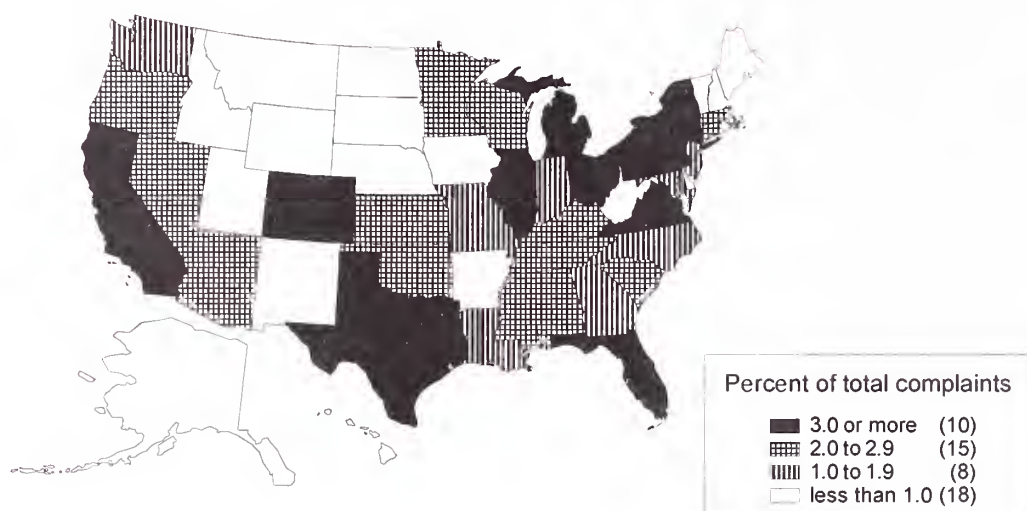 Percent of total complaints
3.0 or more (10)
2.0 to 2.9 (15)
1.0 to 1.9 (8)
less than 1.0 (18)